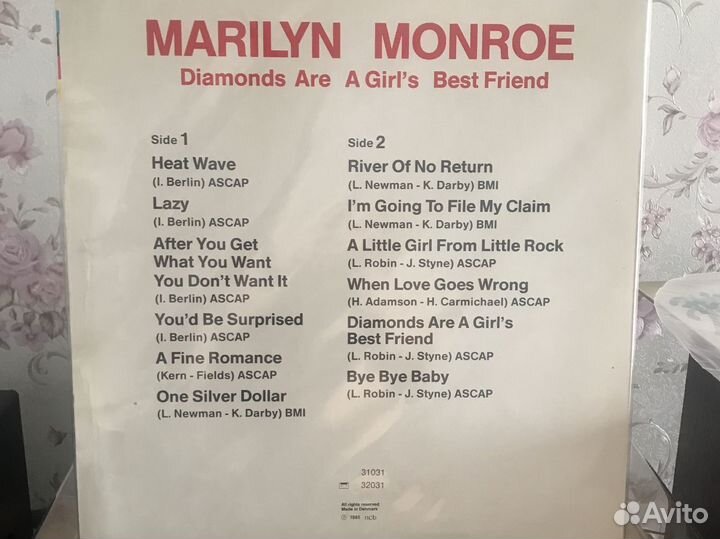 MARILYN MONROE
Diamonds Are A Girl's Best Friend
Side 1
Heat Wave
(I. Berlin) ASCAP
Lazy
(I. Berlin) ASCAP
After You Get
What You Want
You Don't Want It
(I. Berlin) ASCAP
You'd Be Surprised
(I. Berlin) ASCAP
A Fine Romance
(Kern - Fields) ASCAP
One Silver Dollar
(L. Newman - K. Darby) BMI
Side 2
River Of No Return
(L. Newman - K. Darby) BMI
I'm Going To File My Claim
(L. Newman - K. Darby) BMI
A Little Girl From Little Rock
(L. Robin - J. Styne) ASCAP
When Love Goes Wrong
(H. Adamson - H. Carmichael) ASCAP
Diamonds Are A Girl's
Best Friend
(L. Robin - J. Styne) ASCAP
Bye Bye Baby
(L. Robin - J. Styne) ASCAP
31031
32031
All rights reserved
Made in Denmark
Ⓟ 1985 ncb
Avito